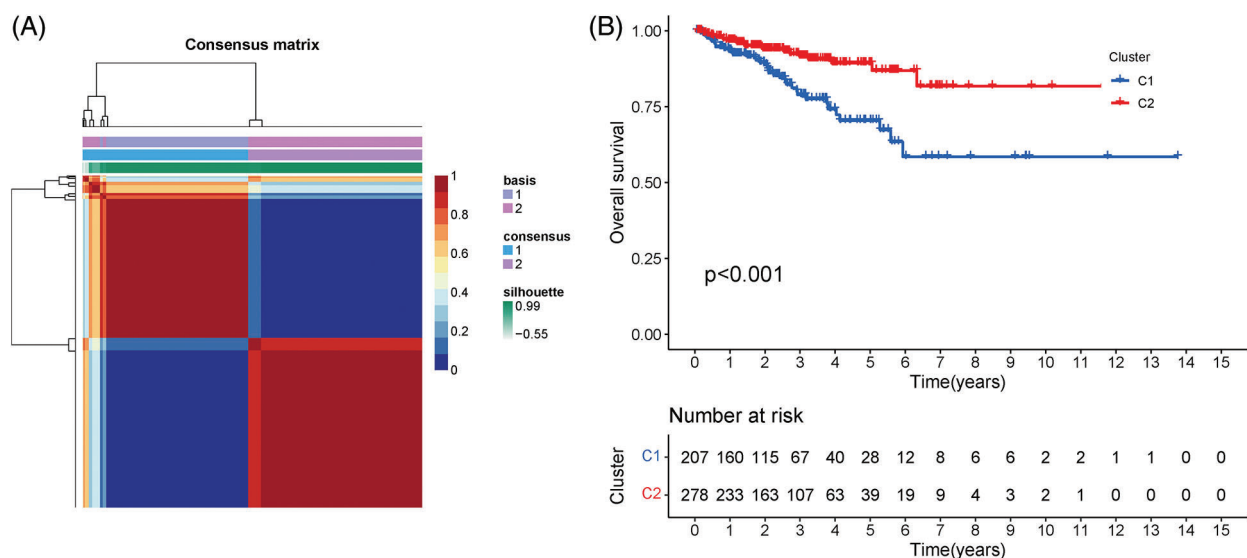 (A)
Consensus matrix
1
0.8
0.6
0.4
0.2
0
basis
1
2
consensus
1
2
silhouette
0.99
−0.55
(B)
Overall survival
1.00
0.75
0.50
0.25
0.00
p<0.001
Cluster
C1
C2
0 1 2 3 4 5 6 7 8 9 10 11 12 13 14 15
Time(years)
Number at risk
Cluster
C1 207 160 115 67 40 28 12 8 6 6 2 2 1 1 0 0
C2 278 233 163 107 63 39 19 9 4 3 2 1 0 0 0 0
0 1 2 3 4 5 6 7 8 9 10 11 12 13 14 15
Time(years)